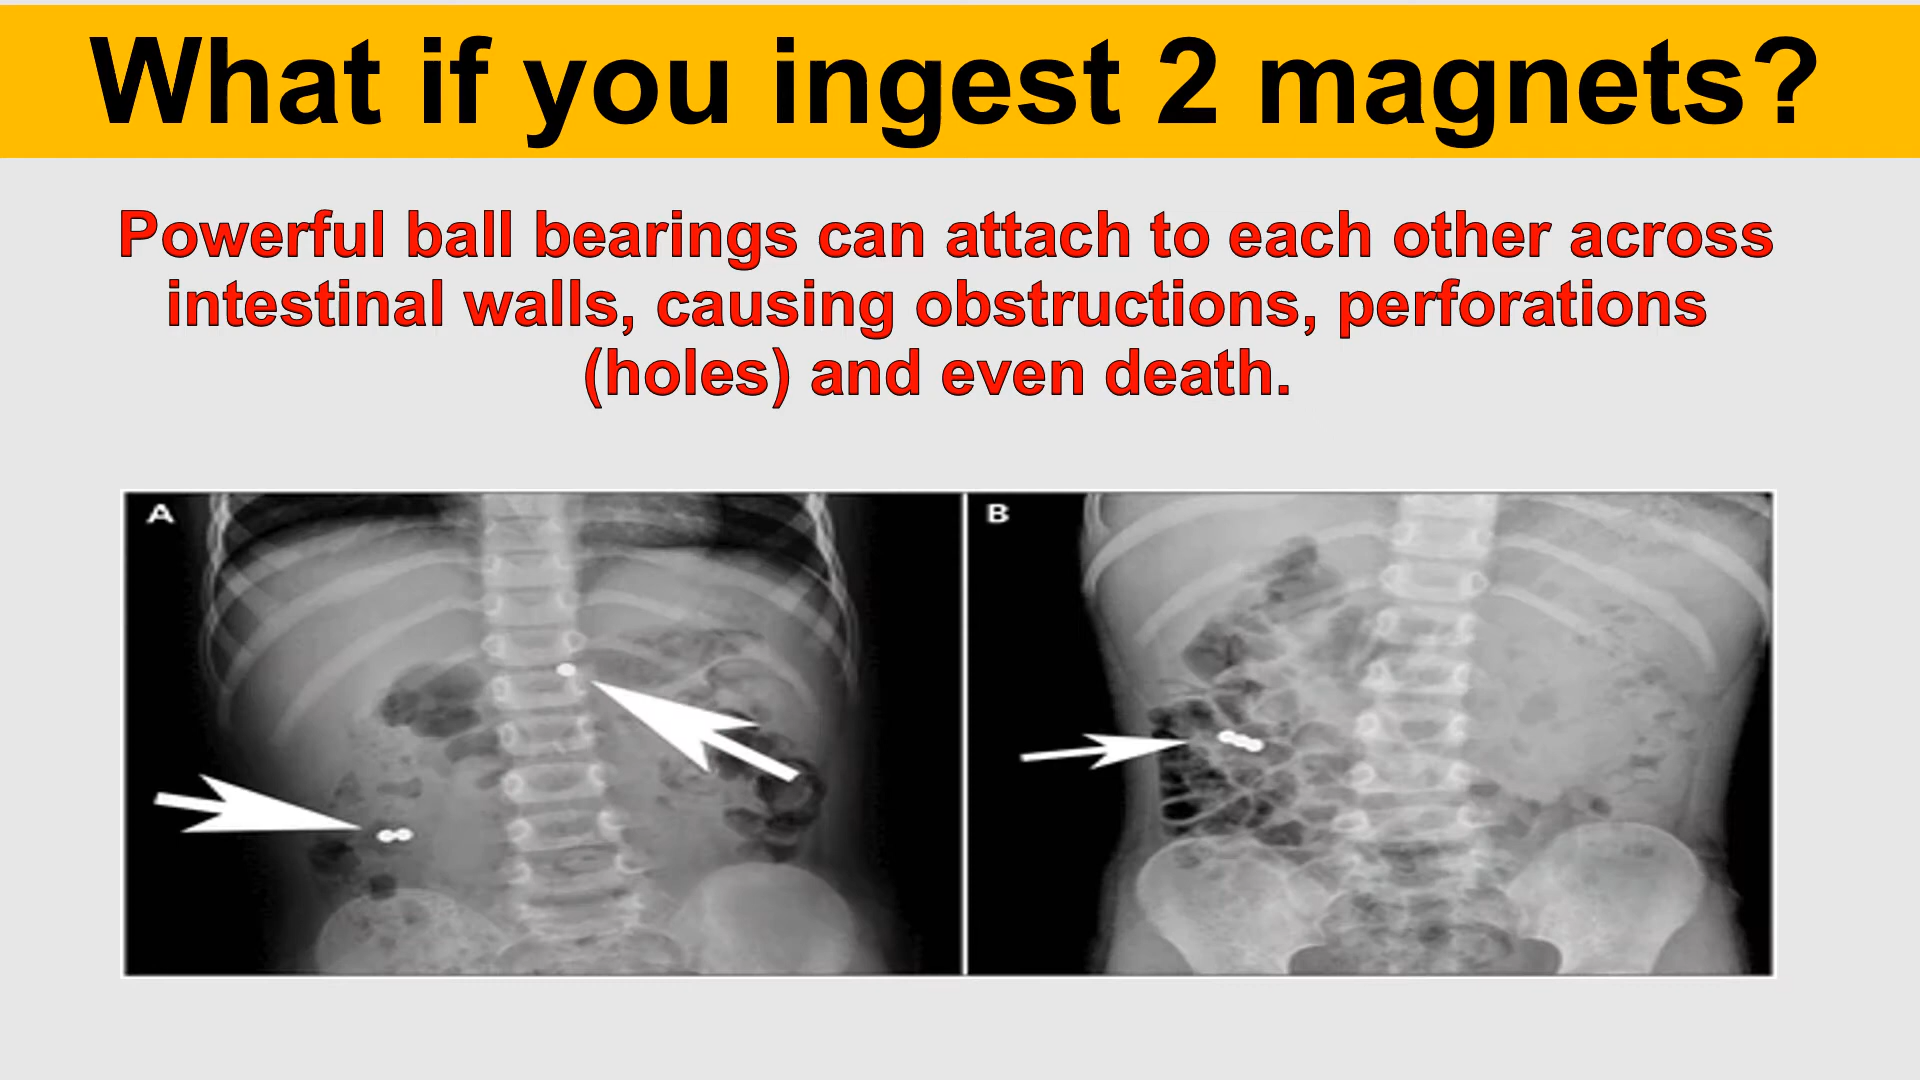 What if you ingest 2 magnets?
Powerful ball bearings can attach to each other across
intestinal walls, causing obstructions, perforations
(holes) and even death.
A
B